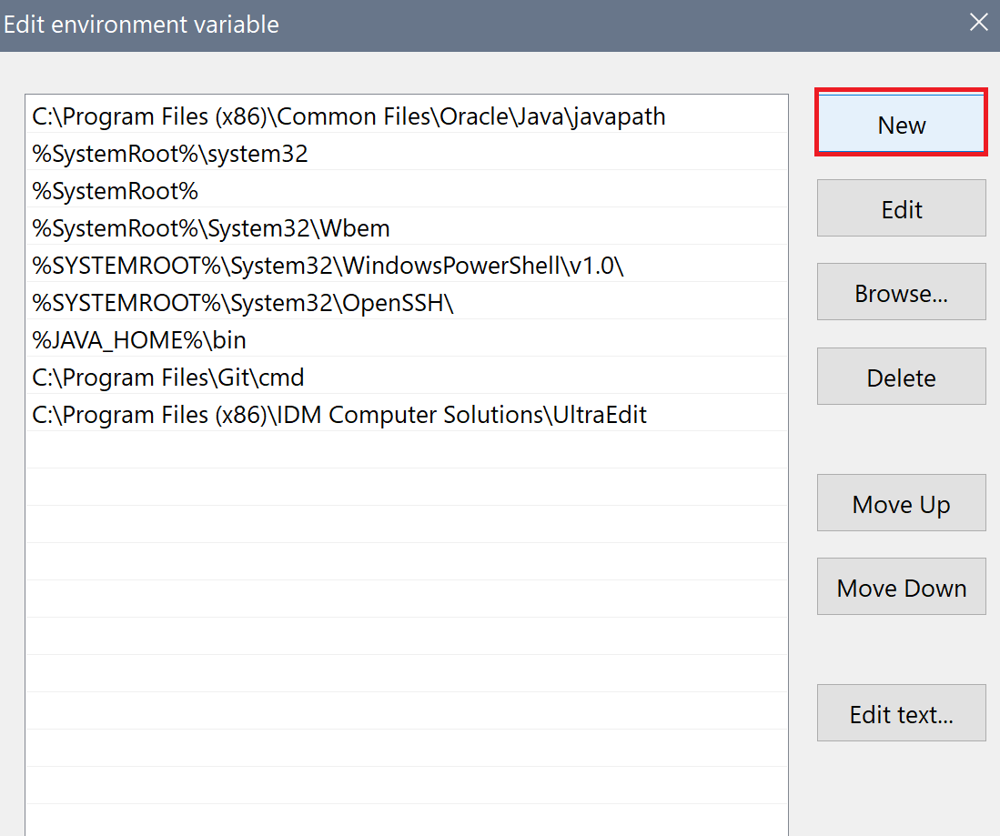 Edit environment variable
C:\Program Files (x86)\Common Files\Oracle\Java\javapath
%SystemRoot%\system32
%SystemRoot%
%SystemRoot%\System32\Wbem
%SYSTEMROOT%\System32\WindowsPowerShell\v1.0\
%SYSTEMROOT%\System32\OpenSSH\
%JAVA_HOME%\bin
C:\Program Files\Git\cmd
C:\Program Files (x86)\IDM Computer Solutions\UltraEdit
New
Edit
Browse...
Delete
Move Up
Move Down
Edit text...